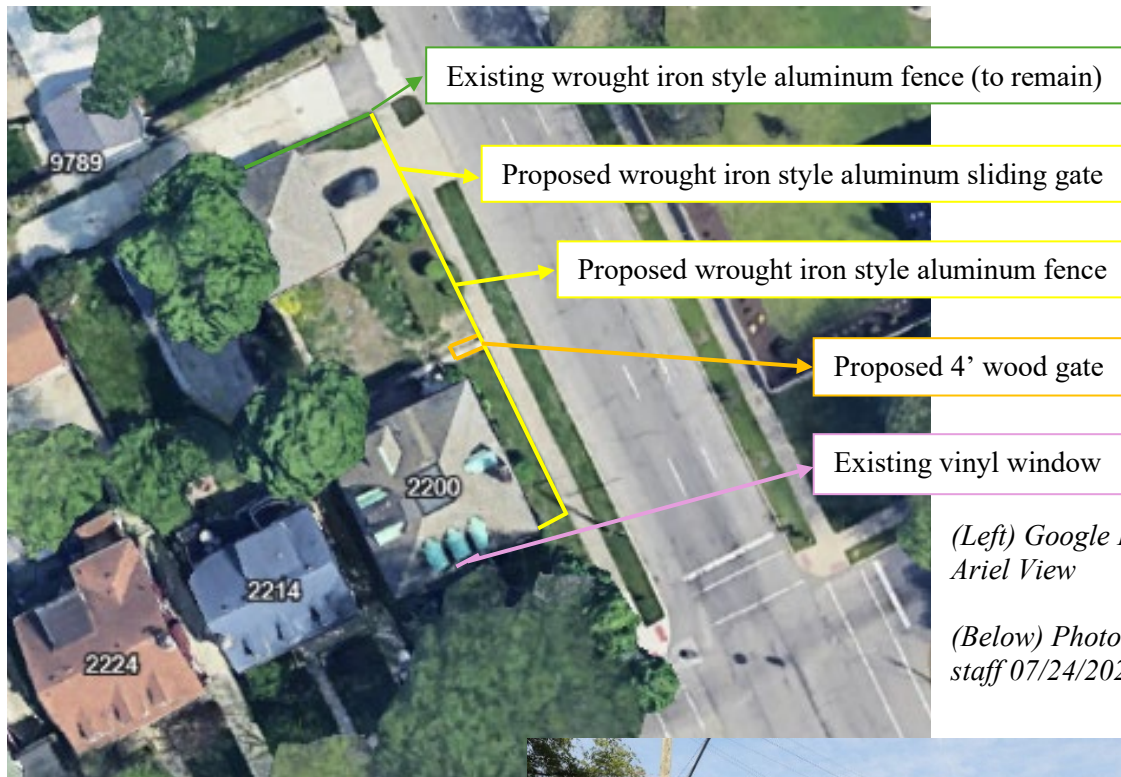 Existing wrought iron style aluminum fence (to remain)
9789
Proposed wrought iron style aluminum sliding gate
Proposed wrought iron style aluminum fence
Proposed 4’ wood gate
Existing vinyl window
2200
2214
2224
(Left) Google
Ariel View
(Below) Photo
staff 07/24/202